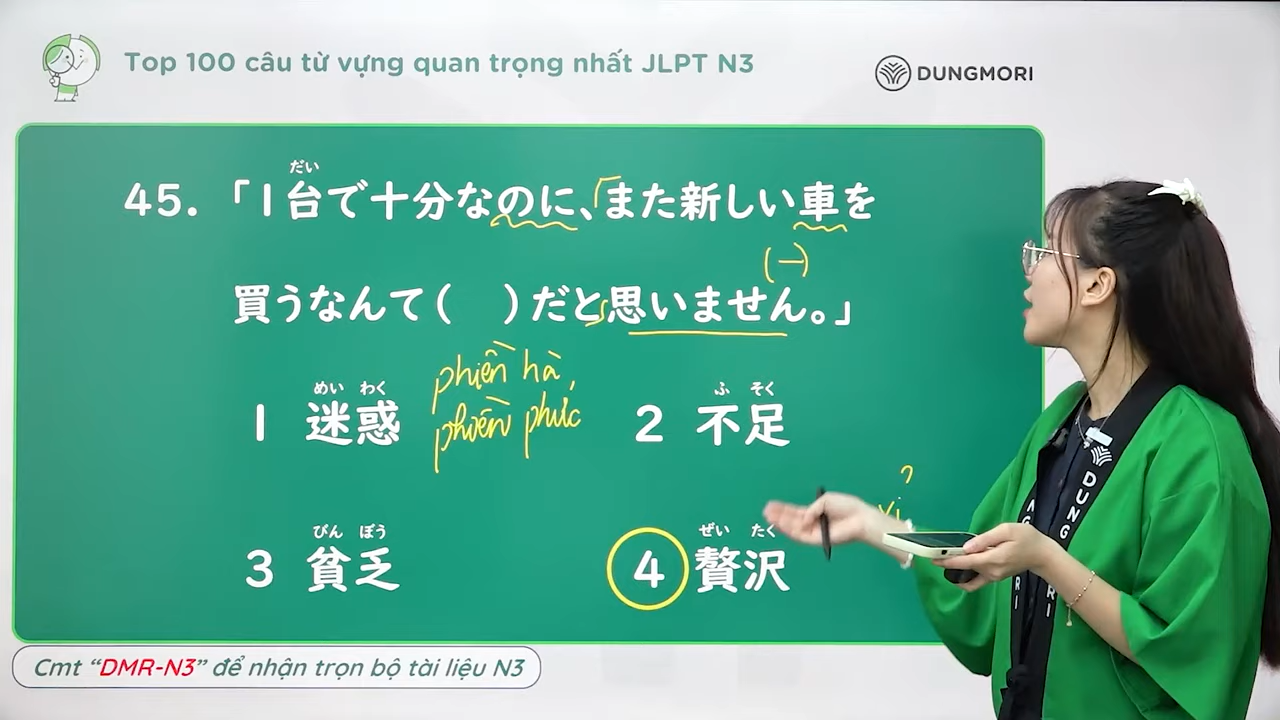 Top 100 câu từ vựng quan trọng nhất JLPT N3
DUNGMORI
だい
45. 「1台で十分なのに、また新しい車を
(−)
買うなんて( )だと思いません。」
めい わく
1 迷惑
phiền hà,
phiền phức
ふ そく
2 不足
びん ぼう
3 貧乏
ぜい たく
4 贅沢
xỉ
DUNG
Cmt “DMR-N3” để nhận trọn bộ tài liệu N3